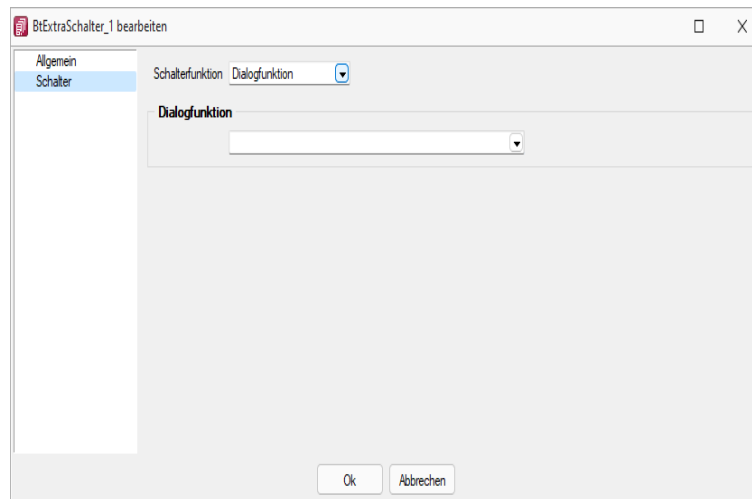 BtExtraSchalter_1 bearbeiten
Allgemein
Schalter
Schalterfunktion Dialogfunktion
Dialogfunktion
Ok Abbrechen